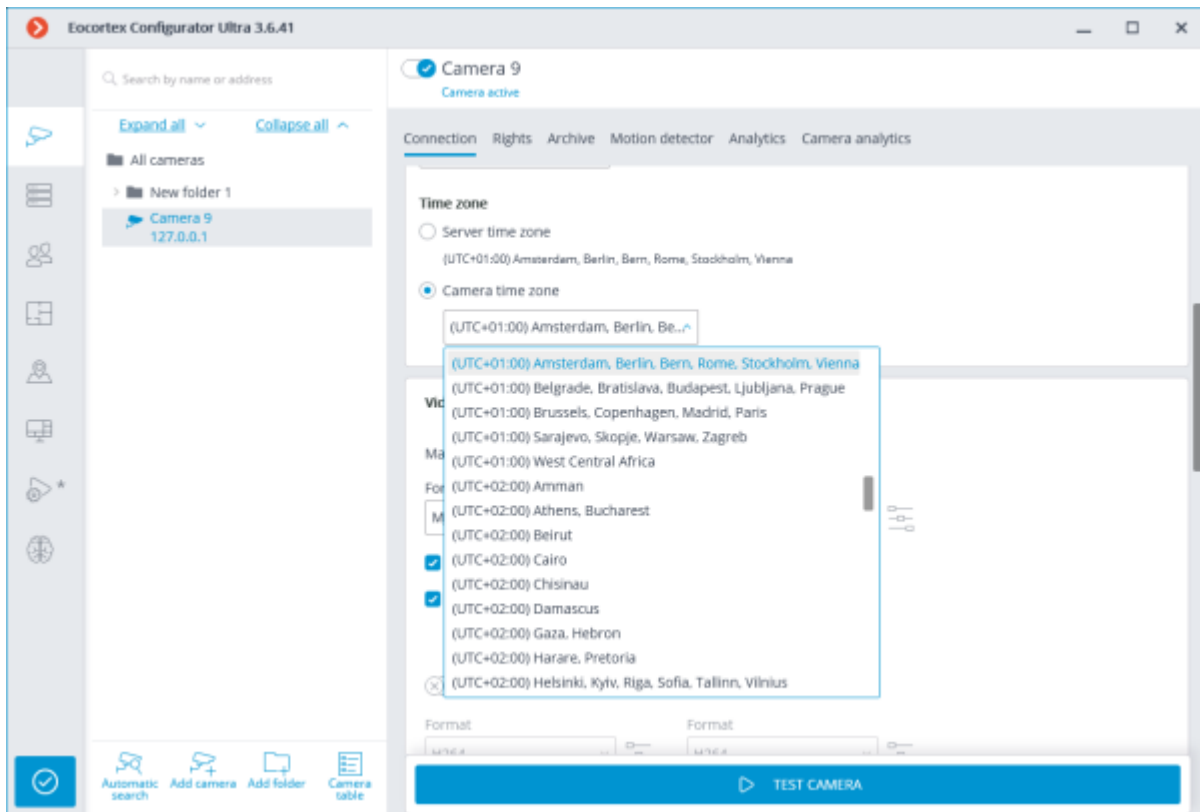 Eocortex Configurator Ultra 3.6.41
Search by name or address
Expand all
Collapse all
All cameras
New folder 1
Camera 9
127.0.0.1
Automatic search
Add camera
Add folder
Camera table
Camera 9
Camera active
Connection Rights Archive Motion detector Analytics Camera analytics
Time zone
Server time zone
(UTC+01:00) Amsterdam, Berlin, Bern, Rome, Stockholm, Vienna
Camera time zone
(UTC+01:00) Amsterdam, Berlin, Be...
(UTC+01:00) Amsterdam, Berlin, Bern, Rome, Stockholm, Vienna
(UTC+01:00) Belgrade, Bratislava, Budapest, Ljubljana, Prague
(UTC+01:00) Brussels, Copenhagen, Madrid, Paris
(UTC+01:00) Sarajevo, Skopje, Warsaw, Zagreb
(UTC+01:00) West Central Africa
(UTC+02:00) Amman
(UTC+02:00) Athens, Bucharest
(UTC+02:00) Beirut
(UTC+02:00) Cairo
(UTC+02:00) Chisinau
(UTC+02:00) Damascus
(UTC+02:00) Gaza, Hebron
(UTC+02:00) Harare, Pretoria
(UTC+02:00) Helsinki, Kyiv, Riga, Sofia, Tallinn, Vilnius
Format Format
H264 H264
TEST CAMERA